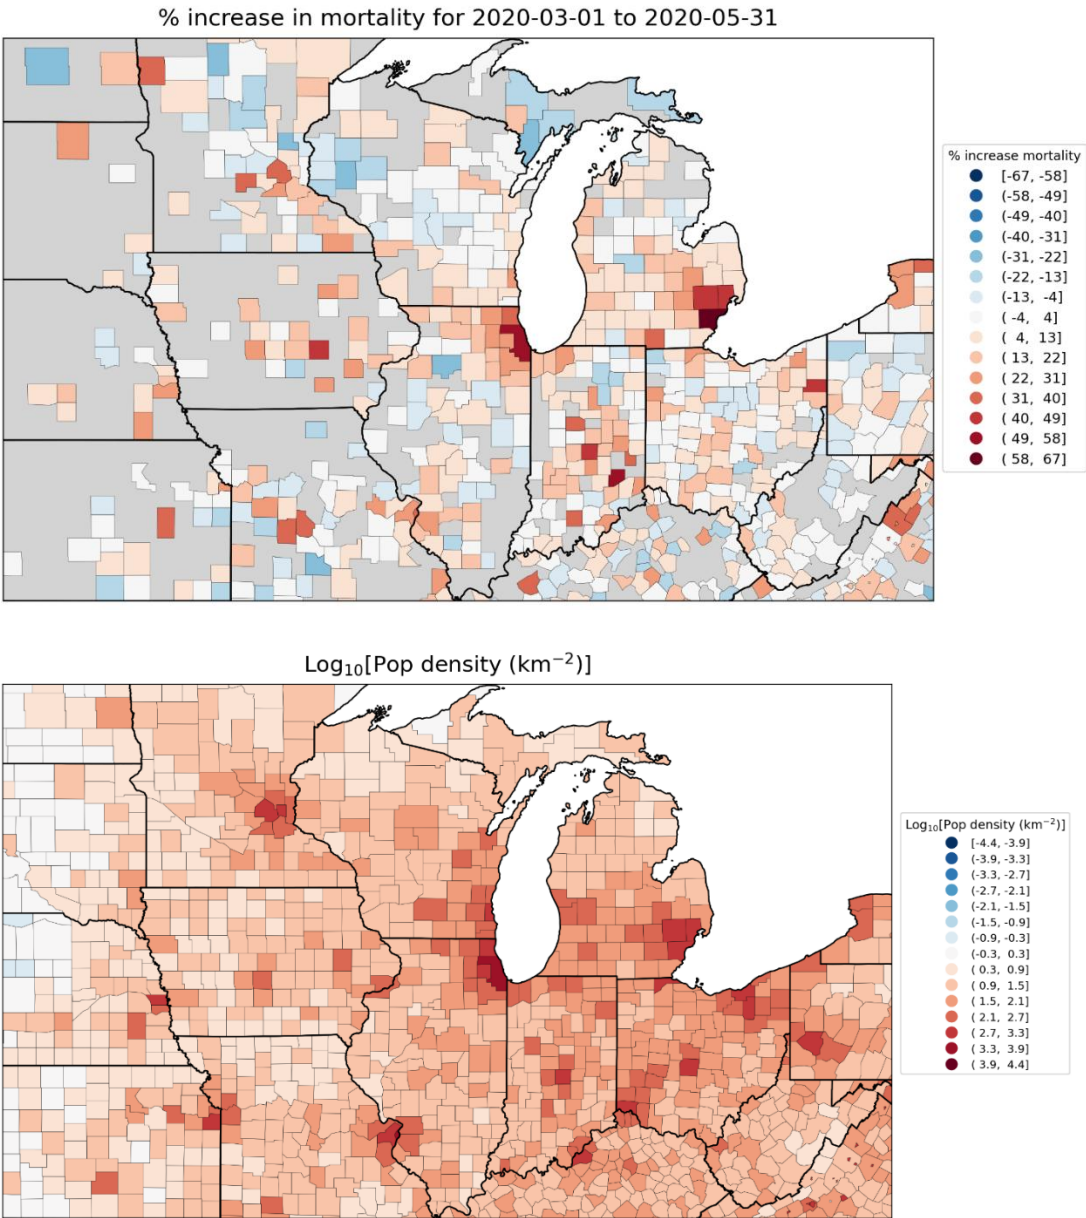 % increase in mortality for 2020-03-01 to 2020-05-31
% increase mortality
[-67, -58]
(-58, -49]
(-49, -40]
(-40, -31]
(-31, -22]
(-22, -13]
(-13, -4]
( -4, 4]
( 4, 13]
( 13, 22]
( 22, 31]
( 31, 40]
( 40, 49]
( 49, 58]
( 58, 67]
Log₁₀[Pop density (km⁻²)]
Log₁₀[Pop density (km⁻²)]
[-4.4, -3.9]
(-3.9, -3.3]
(-3.3, -2.7]
(-2.7, -2.1]
(-2.1, -1.5]
(-1.5, -0.9]
(-0.9, -0.3]
(-0.3, 0.3]
( 0.3, 0.9]
( 0.9, 1.5]
( 1.5, 2.1]
( 2.1, 2.7]
( 2.7, 3.3]
( 3.3, 3.9]
( 3.9, 4.4]